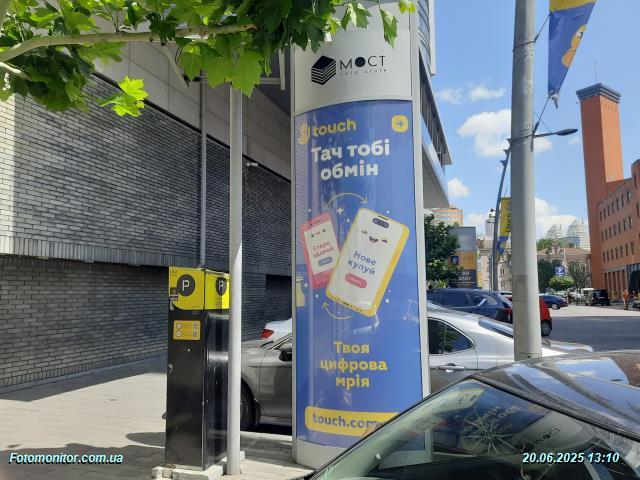 МОСТ
touch
Тач тобі
обмін
Старе
здавай
Нове
купуй
Твоя
цифрова
мрія
touch.com
P
P
Fotomonitor.com.ua
20.06.2025 13:10